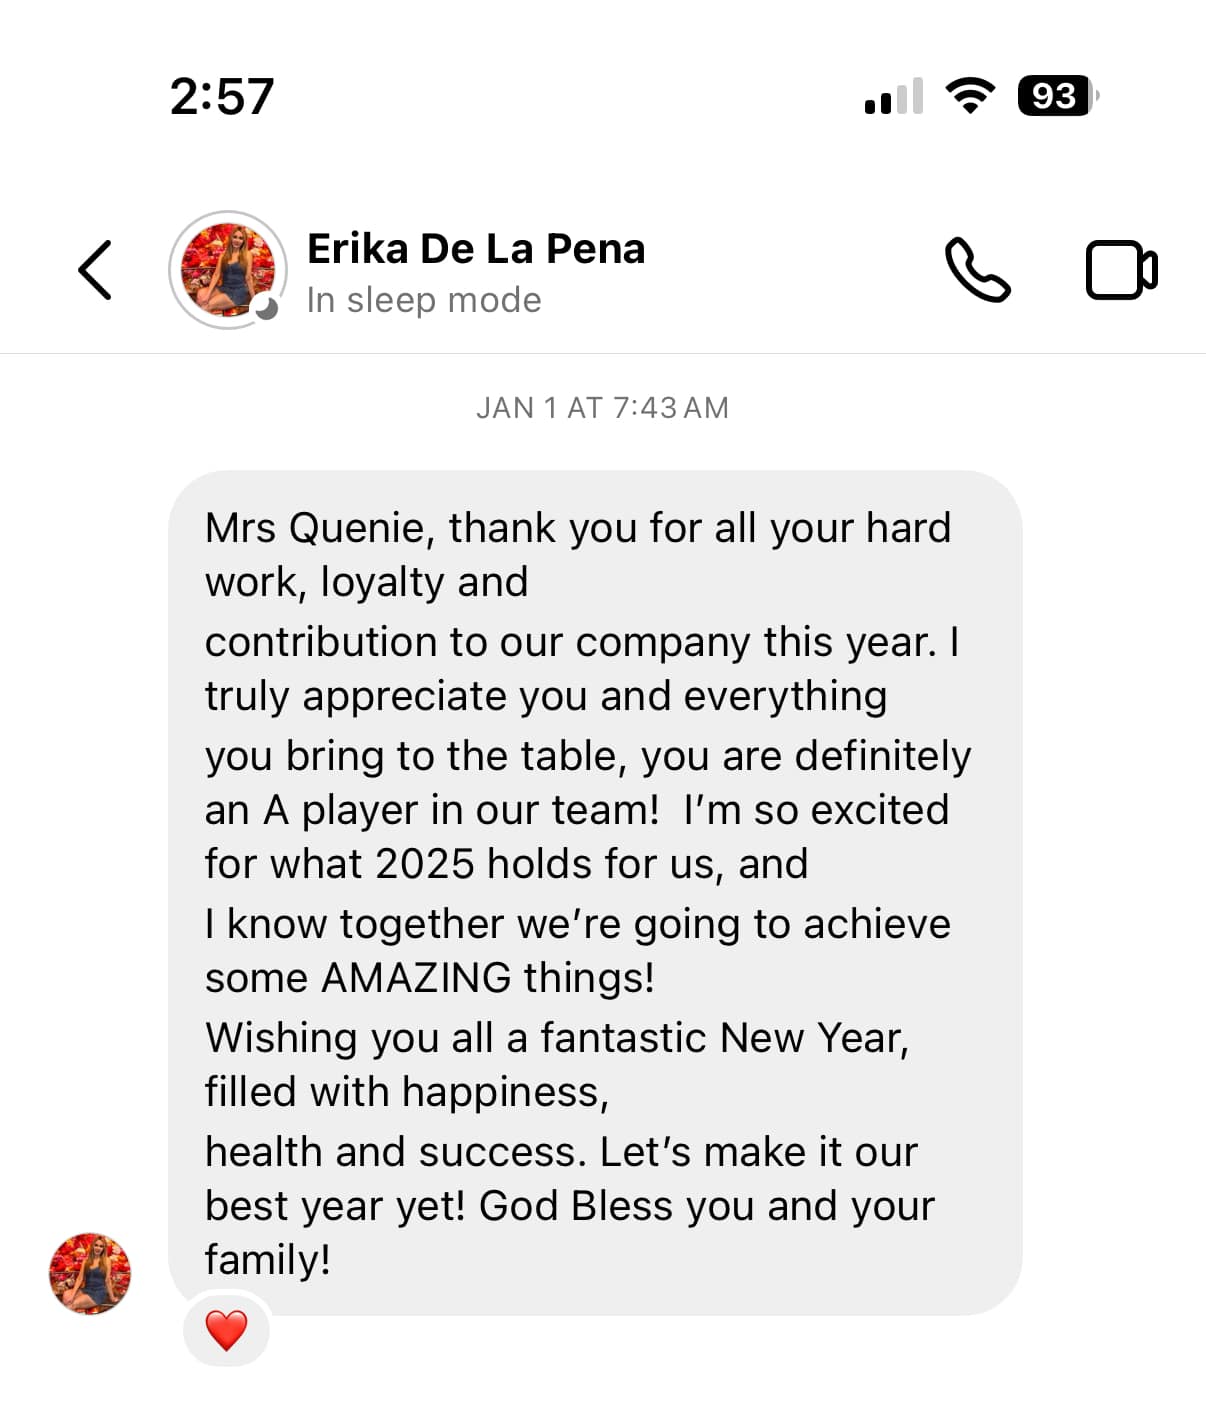 2:57
93
Erika De La Pena
In sleep mode
JAN 1 AT 7:43 AM
Mrs Quenie, thank you for all your hard
work, loyalty and
contribution to our company this year. I
truly appreciate you and everything
you bring to the table, you are definitely
an A player in our team!  I’m so excited
for what 2025 holds for us, and
I know together we’re going to achieve
some AMAZING things!
Wishing you all a fantastic New Year,
filled with happiness,
health and success. Let’s make it our
best year yet! God Bless you and your
family!